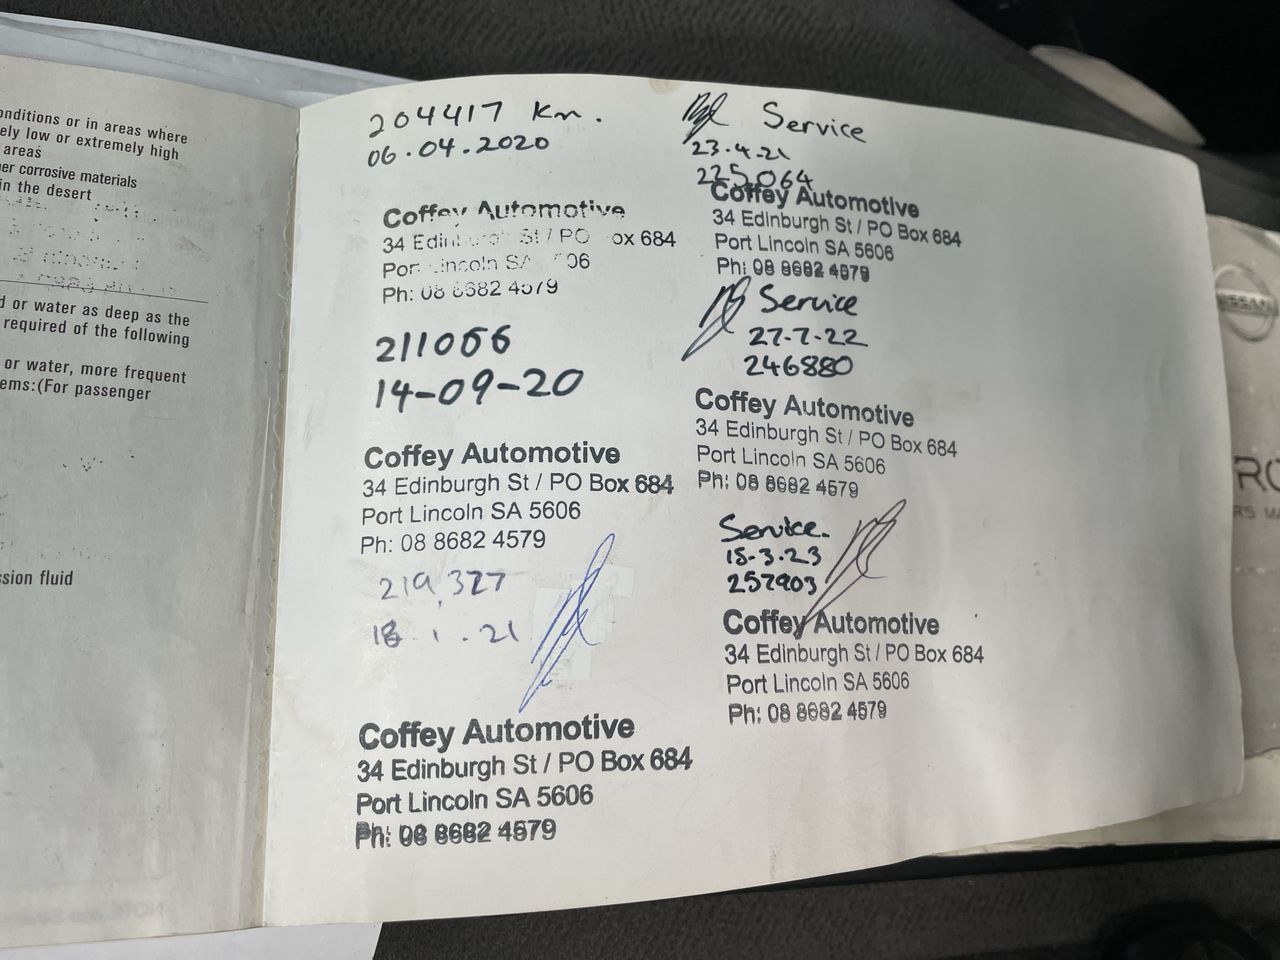 onditions or in areas where
ely low or extremely high
areas
er corrosive materials
in the desert
d or water as deep as the
required of the following
or water, more frequent
ems:(For passenger
sion fluid
204417 Km.
06.04.2020
Coffey Automotive
34 Edinburgh St / PO Box 684
Port Lincoln SA 5606
Ph: 08 8682 4579
211056
14-09-20
Coffey Automotive
34 Edinburgh St / PO Box 684
Port Lincoln SA 5606
Ph: 08 8682 4579
219,327
18.1.21
Coffey Automotive
34 Edinburgh St / PO Box 684
Port Lincoln SA 5606
Ph: 08 8682 4579
Service
23.4.21
225064
Coffey Automotive
34 Edinburgh St / PO Box 684
Port Lincoln SA 5606
Ph: 08 8682 4579
Service
27.7.22
246880
Coffey Automotive
34 Edinburgh St / PO Box 684
Port Lincoln SA 5606
Ph: 08 8682 4579
Service.
15.3.23
257903
Coffey Automotive
34 Edinburgh St / PO Box 684
Port Lincoln SA 5606
Ph: 08 8682 4579
NISSAN